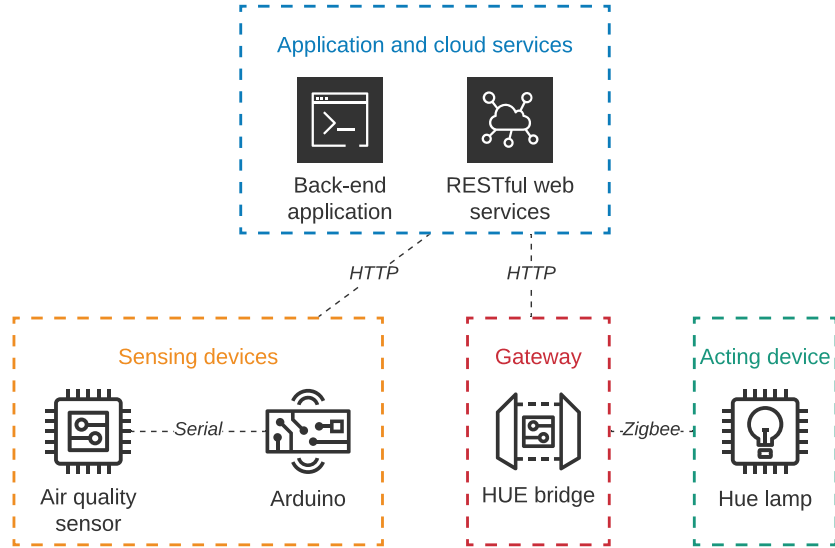 Application and cloud services
Back-end
application
RESTful web
services
HTTP
HTTP
Sensing devices
Air quality
sensor
Serial
Arduino
Gateway
HUE bridge
Zigbee
Acting device
Hue lamp